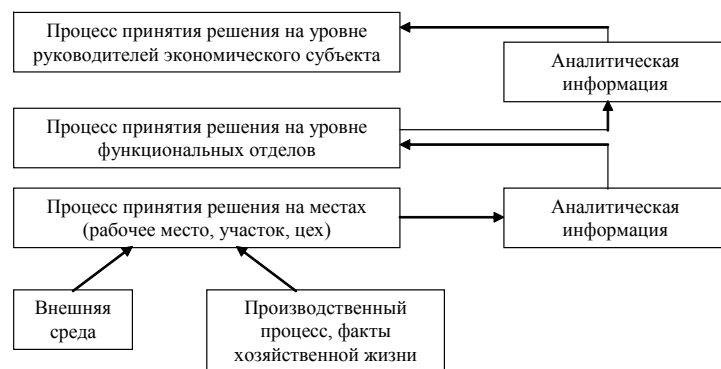 Процесс принятия решения на уровне
руководителей экономического субъекта
Аналитическая
информация
Процесс принятия решения на уровне
функциональных отделов
Процесс принятия решения на местах
(рабочее место, участок, цех)
Аналитическая
информация
Внешняя
среда
Производственный
процесс, факты
хозяйственной жизни